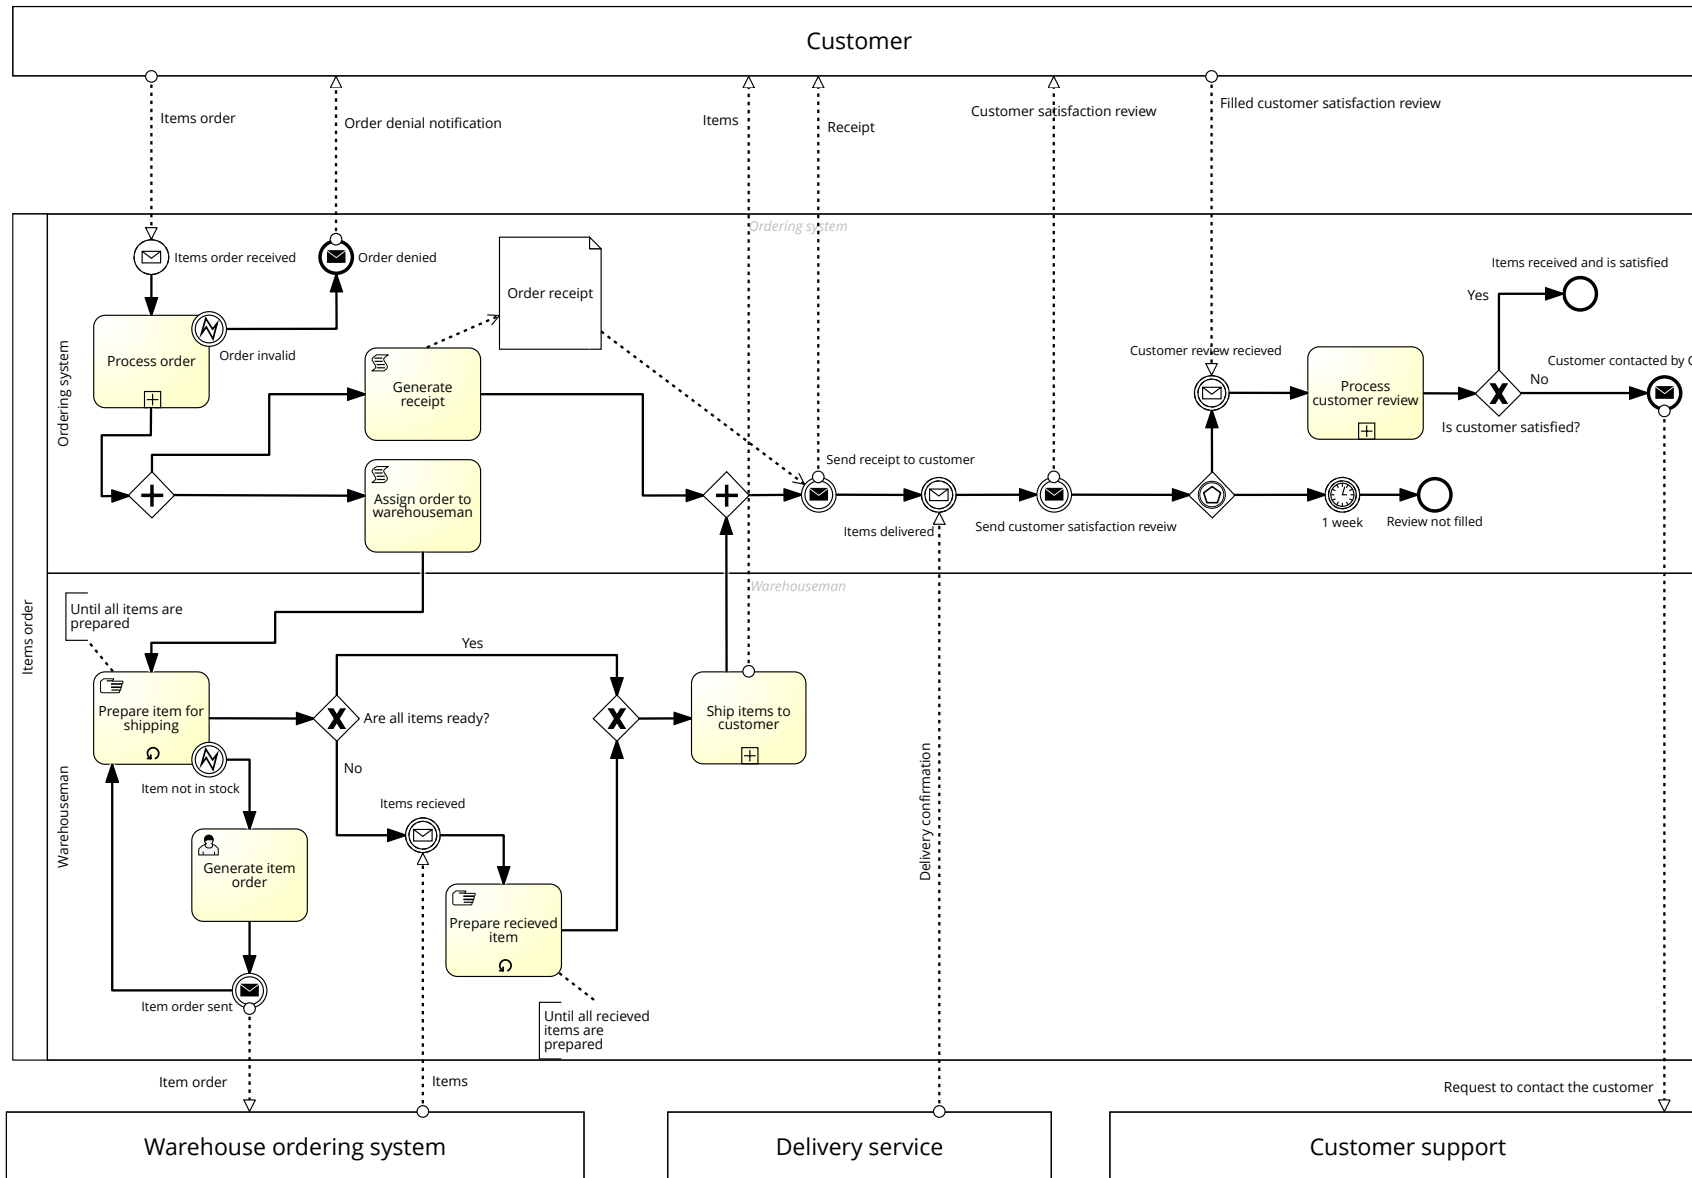 Customer
Items order
Order denial notification
Items
Receipt
Customer satisfaction review
Filled customer satisfaction review
Items order
Ordering system
Ordering system
Items order received
Order denied
Order receipt
Items received and is satisfied
Yes
Process order
Order invalid
Generate
receipt
Customer review recieved
Process
customer review
Customer contacted by C
No
Is customer satisfied?
Assign order to
warehouseman
Send receipt to customer
Items delivered
Send customer satisfaction reveiw
1 week
Review not filled
Warehouseman
Warehouseman
Until all items are
prepared
Prepare item for
shipping
Item not in stock
Yes
Are all items ready?
No
Ship items to
customer
Items recieved
Generate item
order
Prepare recieved
item
Item order sent
Until all recieved
items are
prepared
Delivery confirmation
Item order
Items
Request to contact the customer
Warehouse ordering system
Delivery service
Customer support